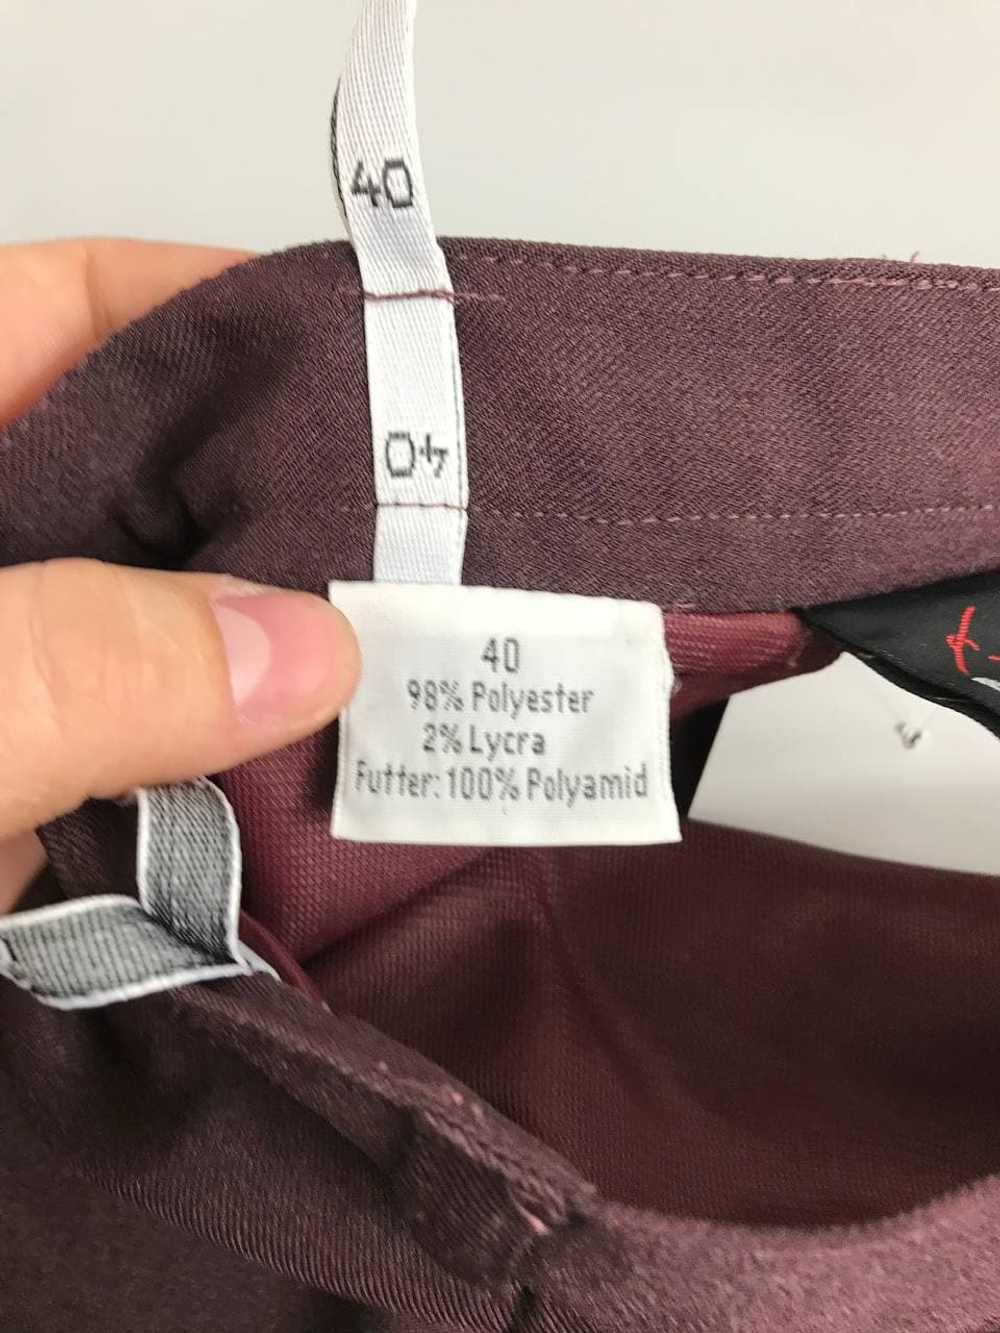 40
40
40
98% Polyester
2% Lycra
Futter: 100% Polyamid